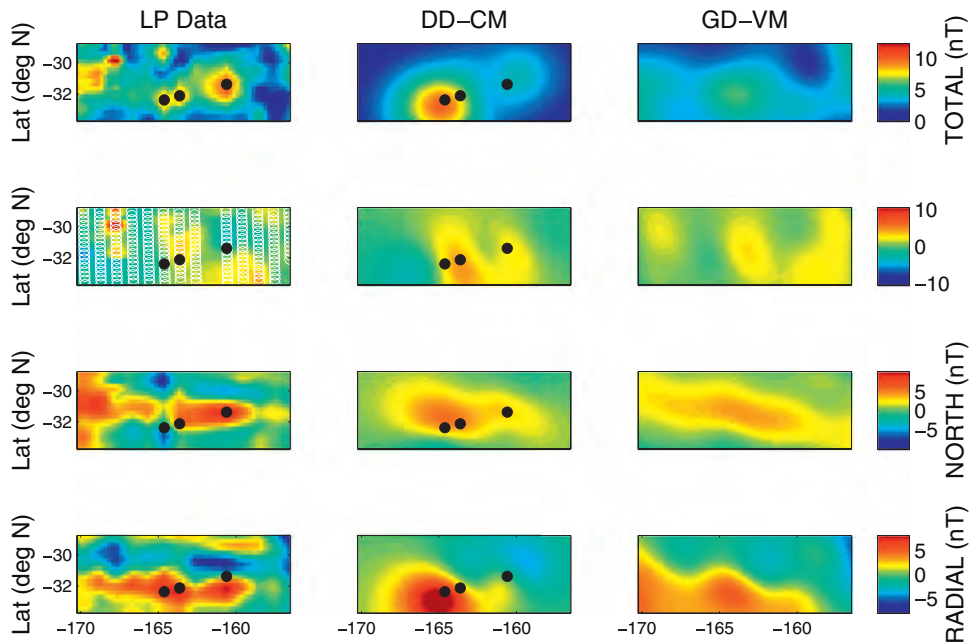 LP Data DD–CM GD–VM
Lat (deg N) −30 −32 10 5 0 TOTAL (nT)
Lat (deg N) −30 −32 10 0 −10
Lat (deg N) −30 −32 5 0 −5 NORTH (nT)
Lat (deg N) −30 −32 5 0 −5 RADIAL (nT)
−170 −165 −160 −170 −165 −160 −170 −165 −160